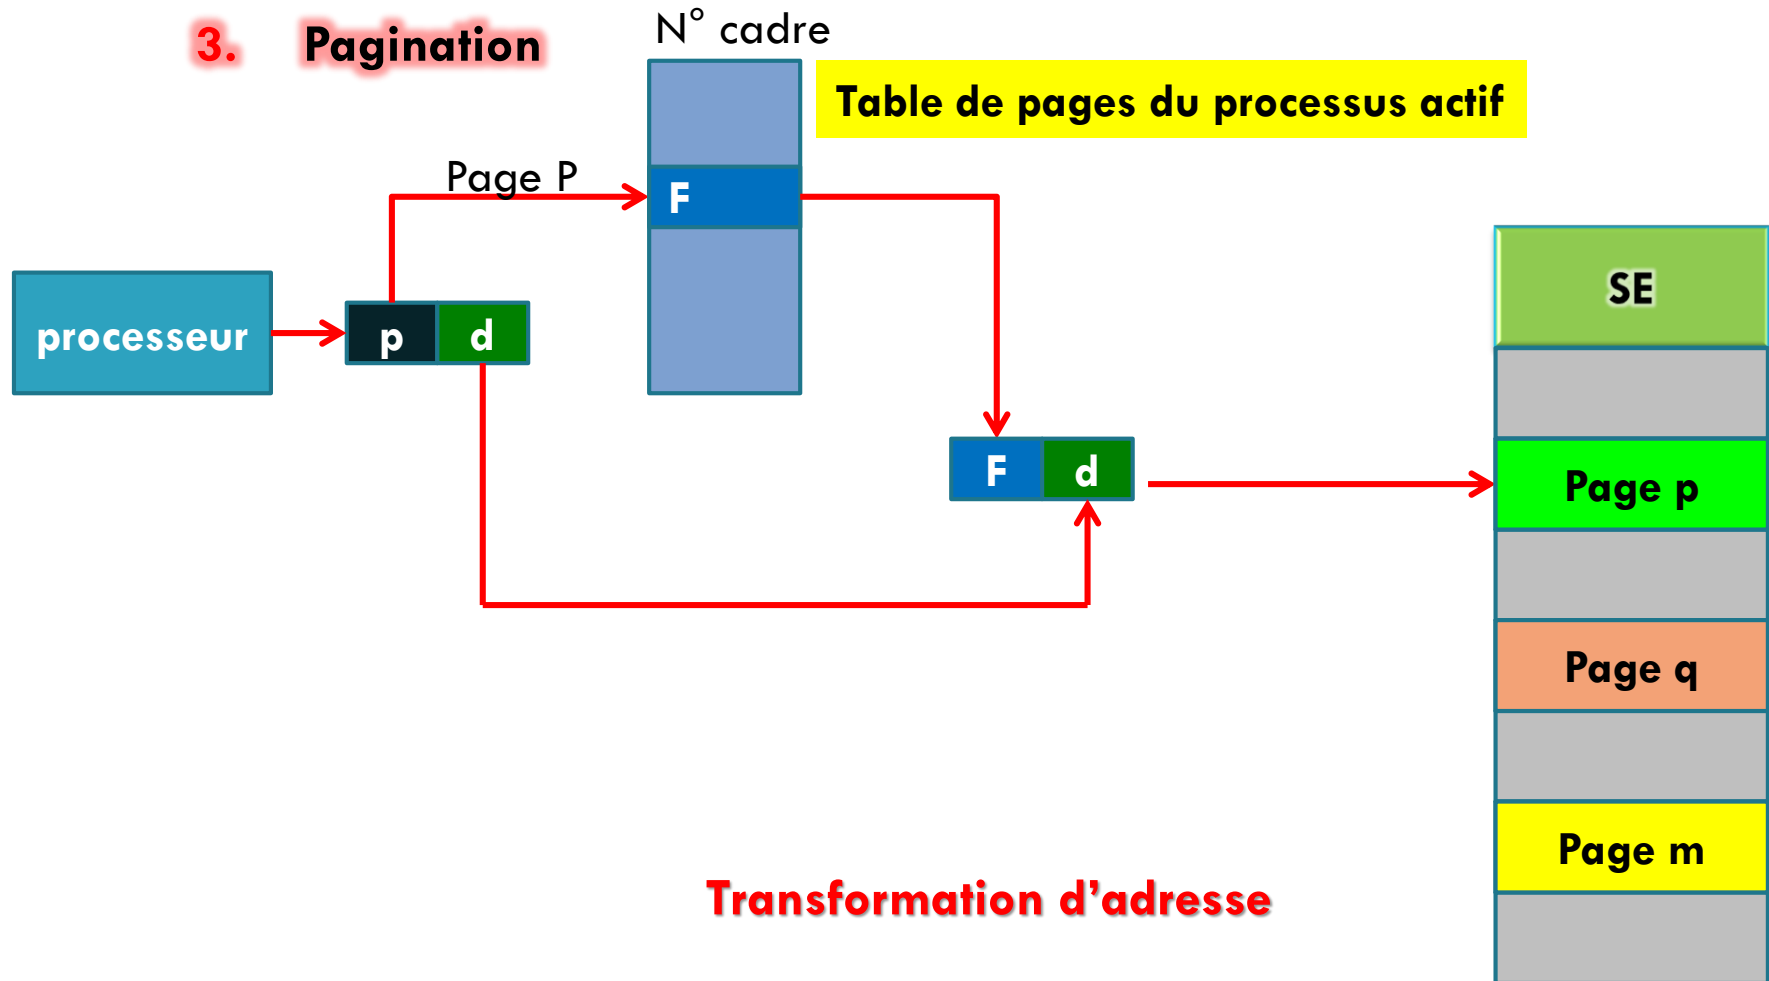 3. Pagination
N° cadre
Table de pages du processus actif
Page P
F
processeur
p d
SE
F d
Page p
Page q
Page m
Transformation d'adresse